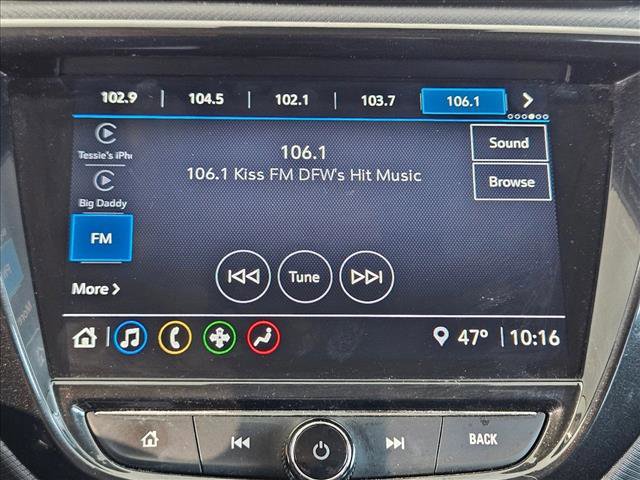 102.9 | 104.5 | 102.1 | 103.7 106.1
Tessie's iPh
Big Daddy
FM
More
106.1
106.1 Kiss FM DFW's Hit Music
Sound
Browse
Tune
47° 10:16
BACK